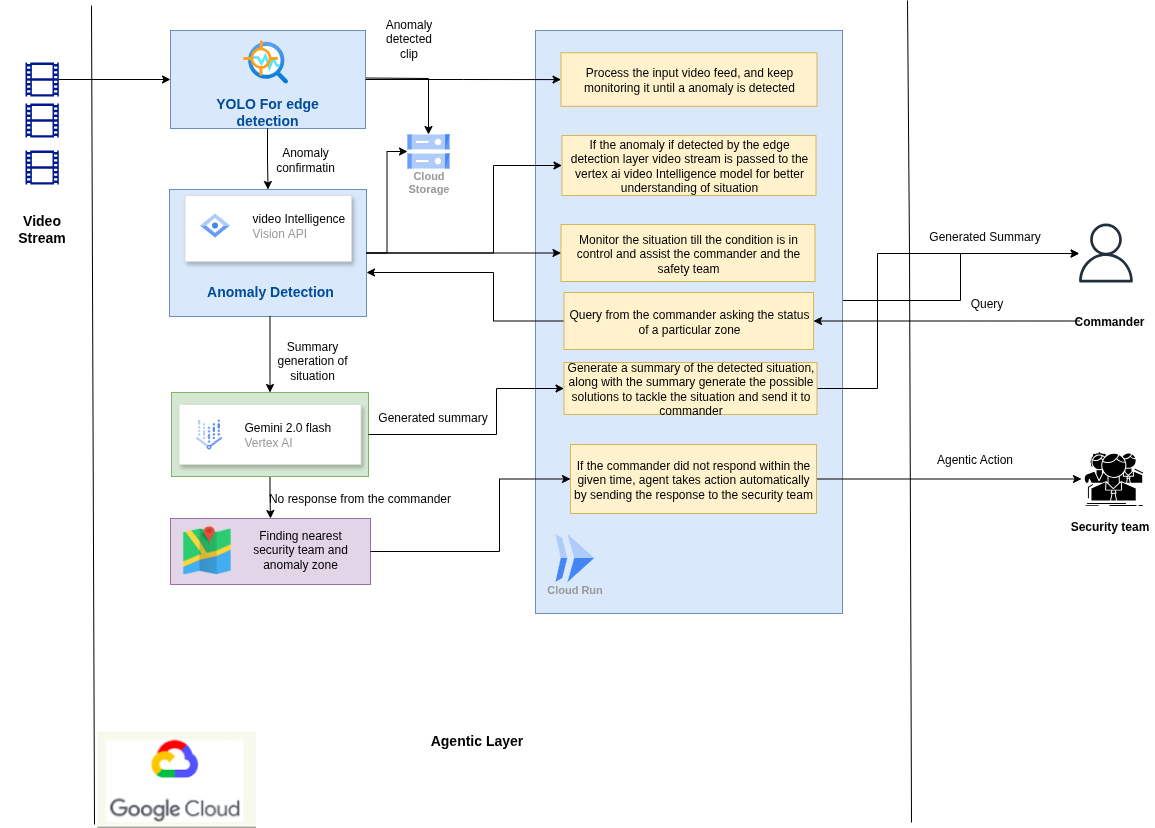 Anomaly
detected
clip
YOLO For edge
detection
Process the input video feed, and keep
monitoring it until a anomaly is detected
Anomaly
confirmatin
Cloud
Storage
If the anomaly if detected by the edge
detection layer video stream is passed to the
vertex ai video Intelligence model for better
understanding of situation
Video
Stream
video Intelligence
Vision API
Anomaly Detection
Monitor the situation till the condition is in
control and assist the commander and the
safety team
Generated Summary
Query
Commander
Query from the commander asking the status
of a particular zone
Summary
generation of
situation
Generate a summary of the detected situation,
along with the summary generate the possible
solutions to tackle the situation and send it to
commander
Gemini 2.0 flash
Vertex AI
Generated summary
If the commander did not respond within the
given time, agent takes action automatically
by sending the response to the security team
Agentic Action
Security team
No response from the commander
Finding nearest
security team and
anomaly zone
Cloud Run
Agentic Layer
Google Cloud